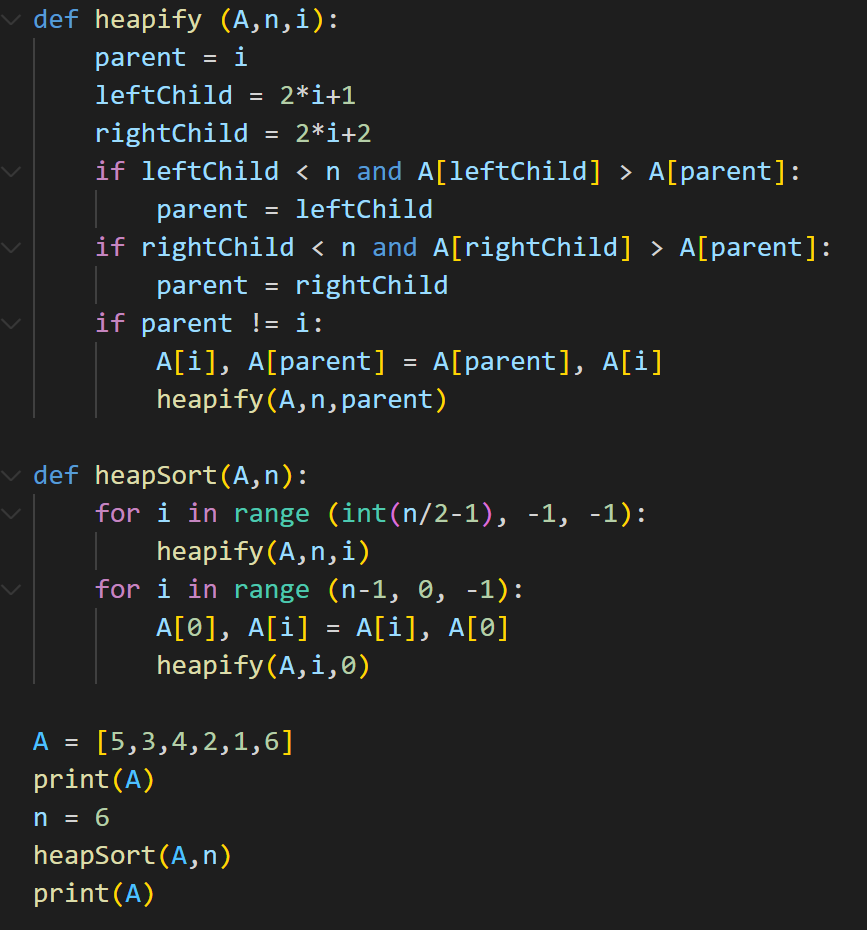 def heapify (A,n,i):
    parent = i
    leftChild = 2*i+1
    rightChild = 2*i+2
    if leftChild < n and A[leftChild] > A[parent]:
        parent = leftChild
    if rightChild < n and A[rightChild] > A[parent]:
        parent = rightChild
    if parent != i:
        A[i], A[parent] = A[parent], A[i]
        heapify(A,n,parent)

def heapSort(A,n):
    for i in range (int(n/2-1), -1, -1):
        heapify(A,n,i)
    for i in range (n-1, 0, -1):
        A[0], A[i] = A[i], A[0]
        heapify(A,i,0)

A = [5,3,4,2,1,6]
print(A)
n = 6
heapSort(A,n)
print(A)